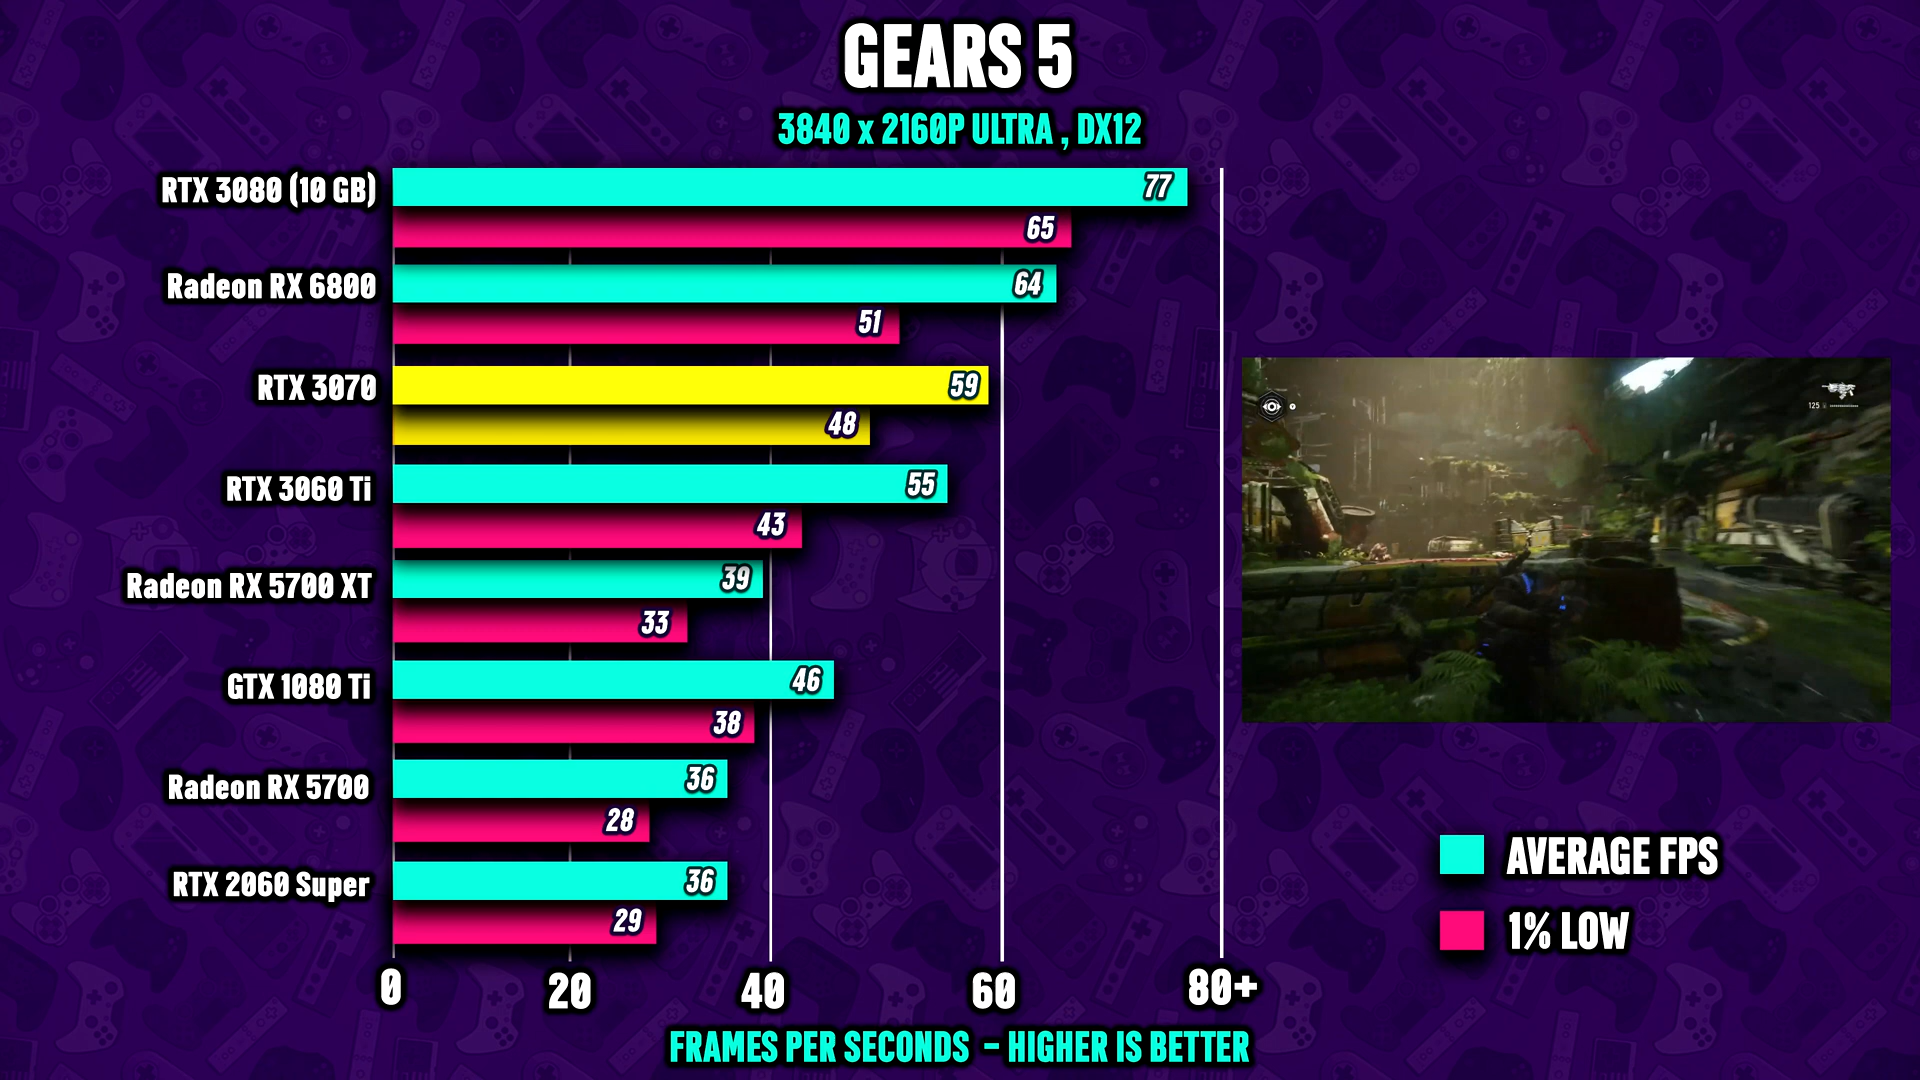 GEARS 5
3840 x 2160P ULTRA , DX12
RTX 3080 (10 GB)
77
65
Radeon RX 6800
64
51
RTX 3070
59
48
RTX 3060 Ti
55
43
Radeon RX 5700 XT
39
33
GTX 1080 Ti
46
38
Radeon RX 5700
36
28
RTX 2060 Super
36
29
125
AVERAGE FPS
1% LOW
0 20 40 60 80+
FRAMES PER SECONDS – HIGHER IS BETTER